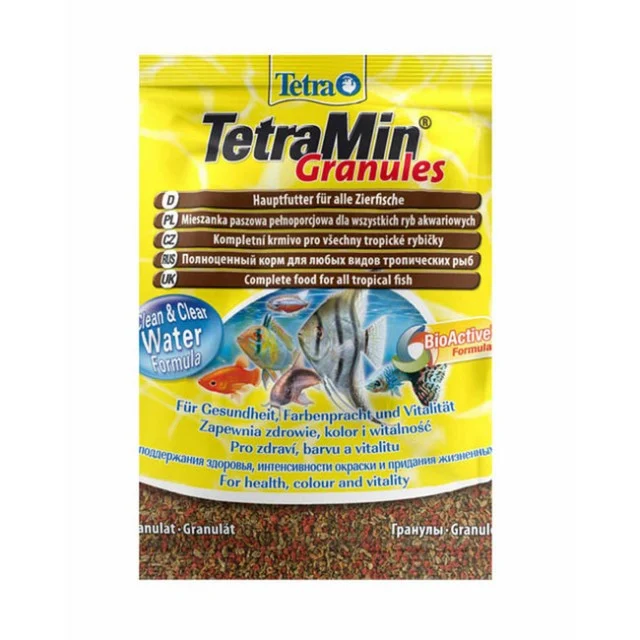 Tetra
TetraMin®
Granules
D Hauptfutter für alle Zierfische
PL Mieszanka paszowa pełnoporcjowa dla wszystkich ryb akwariowych
CZ Kompletní krmivo pro všechny tropické rybičky
RUS Полноценный корм для любых видов тропических рыб
UK Complete food for all tropical fish
Clean & Clear
Water
Formula
BioActive
Formula
Für Gesundheit, Farbenpracht und Vitalität
Zapewnia zdrowie, kolor i witalność
Pro zdraví, barvu a vitalitu
поддержания здоровья, интенсивности окраски и придания жизненных
For health, colour and vitality
anulat · Granulát
Гранулы · Granule